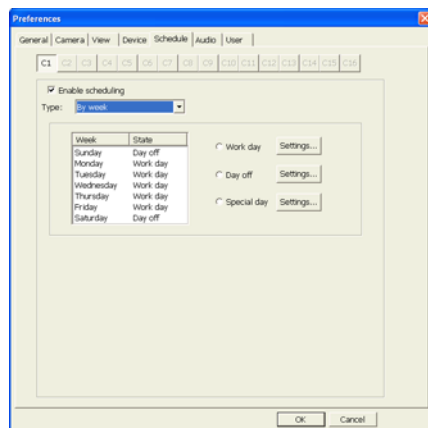 Preferences
General Camera View Device Schedule Audio User
C1 C2 C3 C4 C5 C6 C7 C8 C9 C10 C11 C12 C13 C14 C15 C16
Enable scheduling
Type: By week
Week State
Sunday Day off
Monday Work day
Tuesday Work day
Wednesday Work day
Thursday Work day
Friday Work day
Saturday Day off
Work day Settings...
Day off Settings...
Special day Settings...
OK Cancel